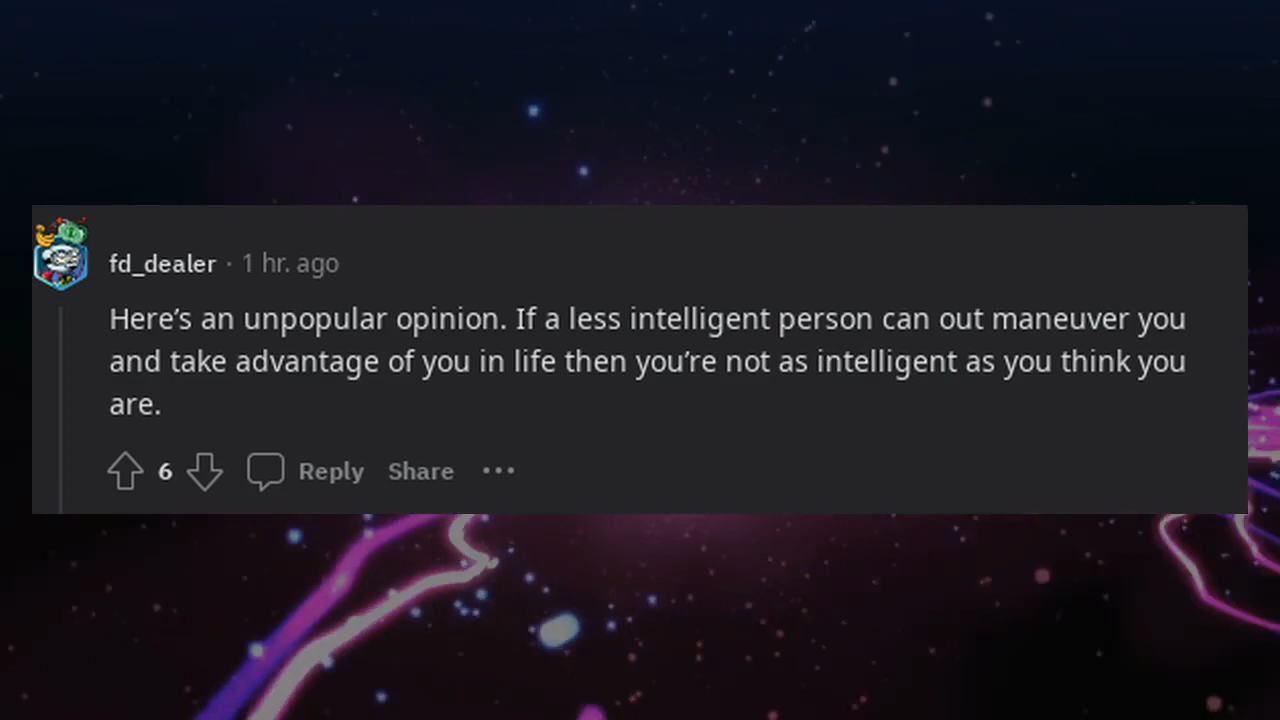 fd_dealer · 1 hr. ago
Here’s an unpopular opinion. If a less intelligent person can out maneuver you
and take advantage of you in life then you’re not as intelligent as you think you
are.
6 Reply Share •••